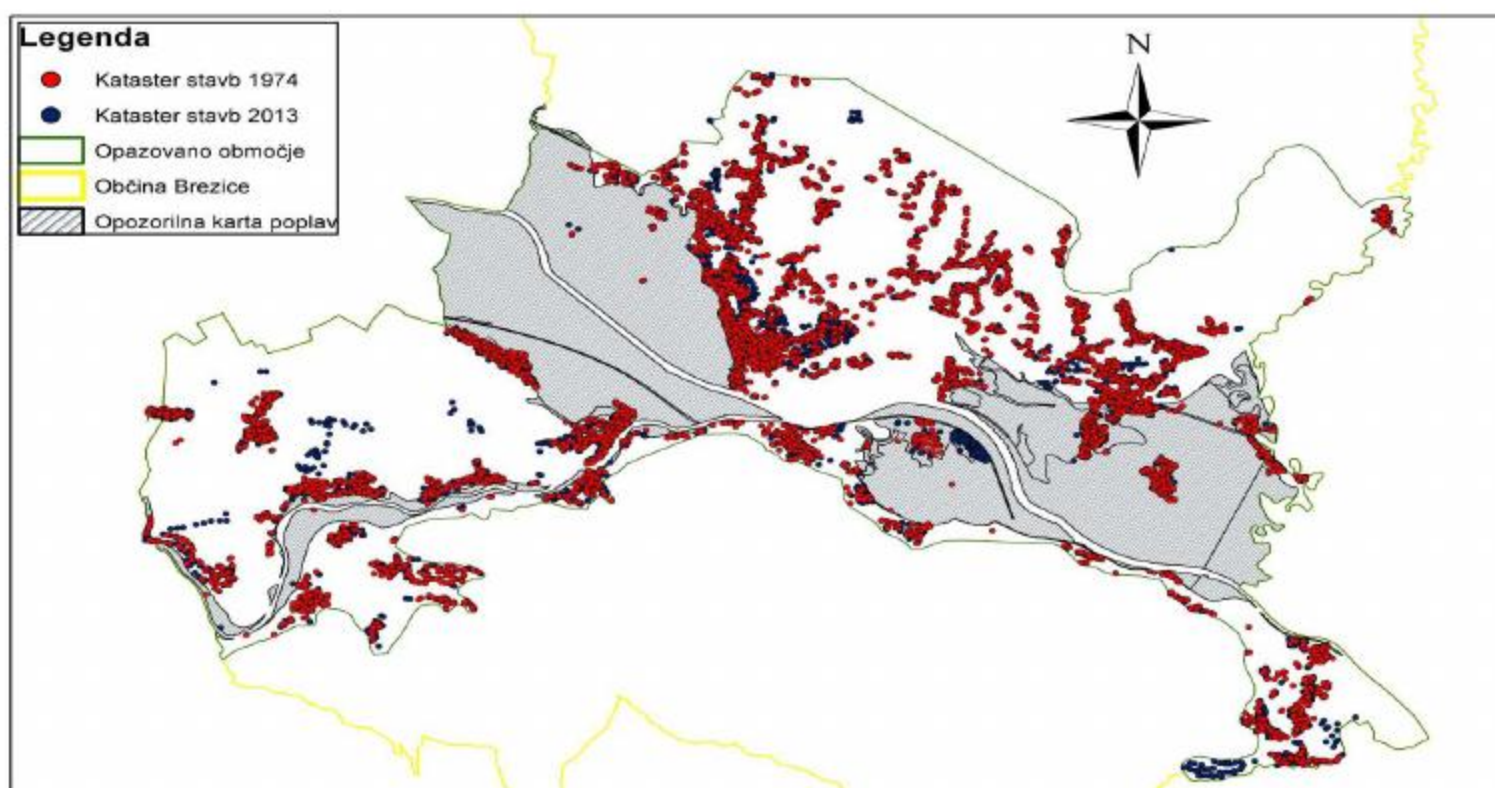 Legenda
Kataster stavb 1974
Kataster stavb 2013
Opazovano območje
Občina Brezice
Opozorilna karta poplav
N